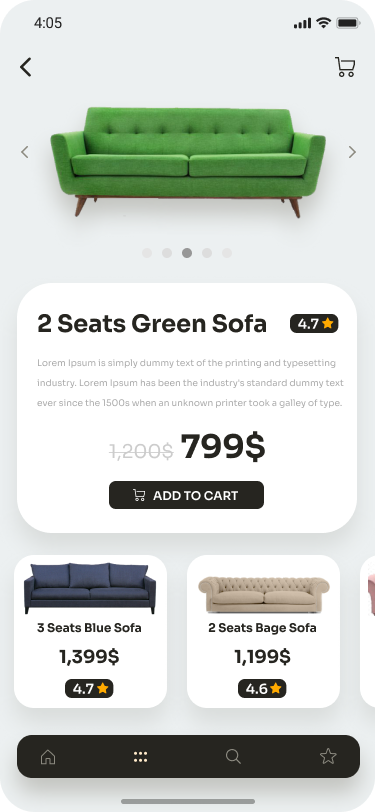 4:05
2 Seats Green Sofa
4.7
Lorem Ipsum is simply dummy text of the printing and typesetting
industry. Lorem Ipsum has been the industry's standard dummy text
ever since the 1500s when an unknown printer took a galley of type.
1,200$ 799$
ADD TO CART
3 Seats Blue Sofa
1,399$
4.7
2 Seats Bage Sofa
1,199$
4.6